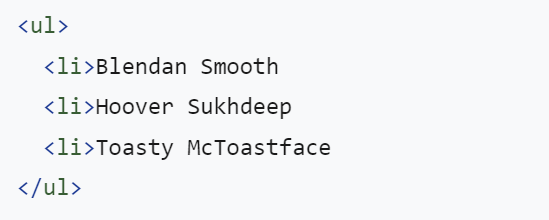 <ul>
<li>Blendan Smooth
<li>Hoover Sukhdeep
<li>Toasty McToastface
</ul>